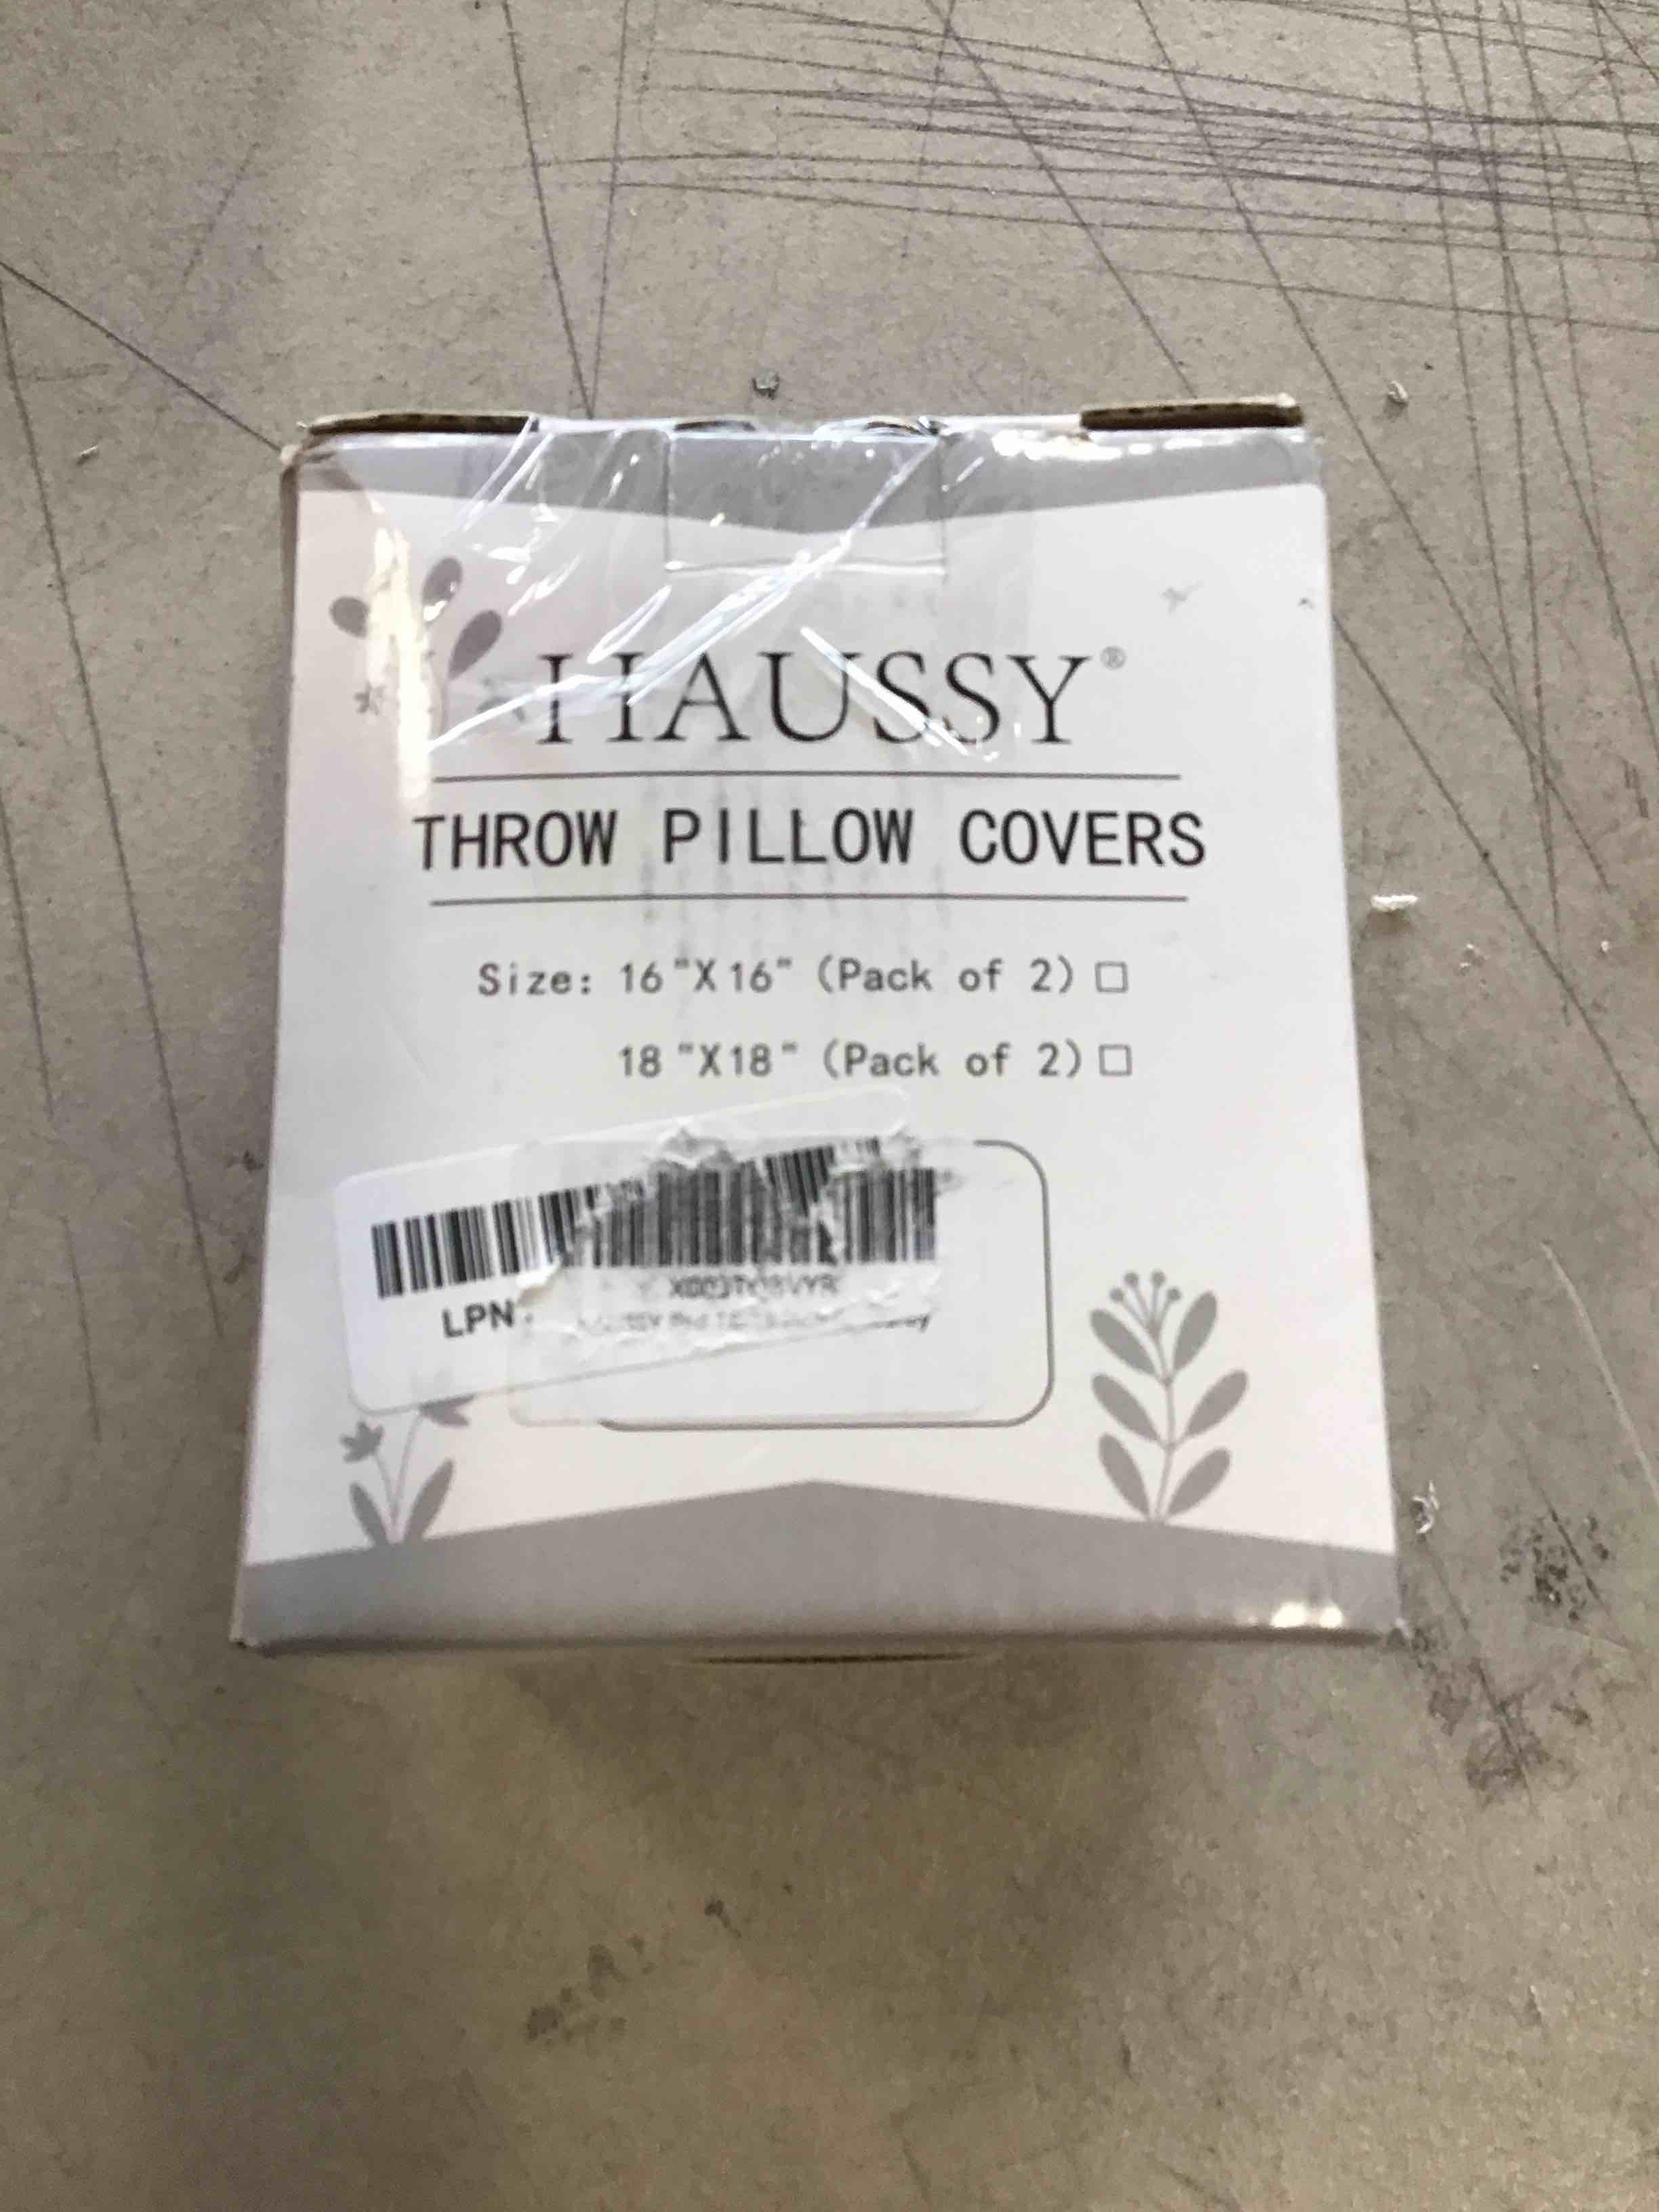 HAUSSY®
THROW PILLOW COVERS
Size: 16"X16" (Pack of 2) □
18"X18" (Pack of 2) □
LPN